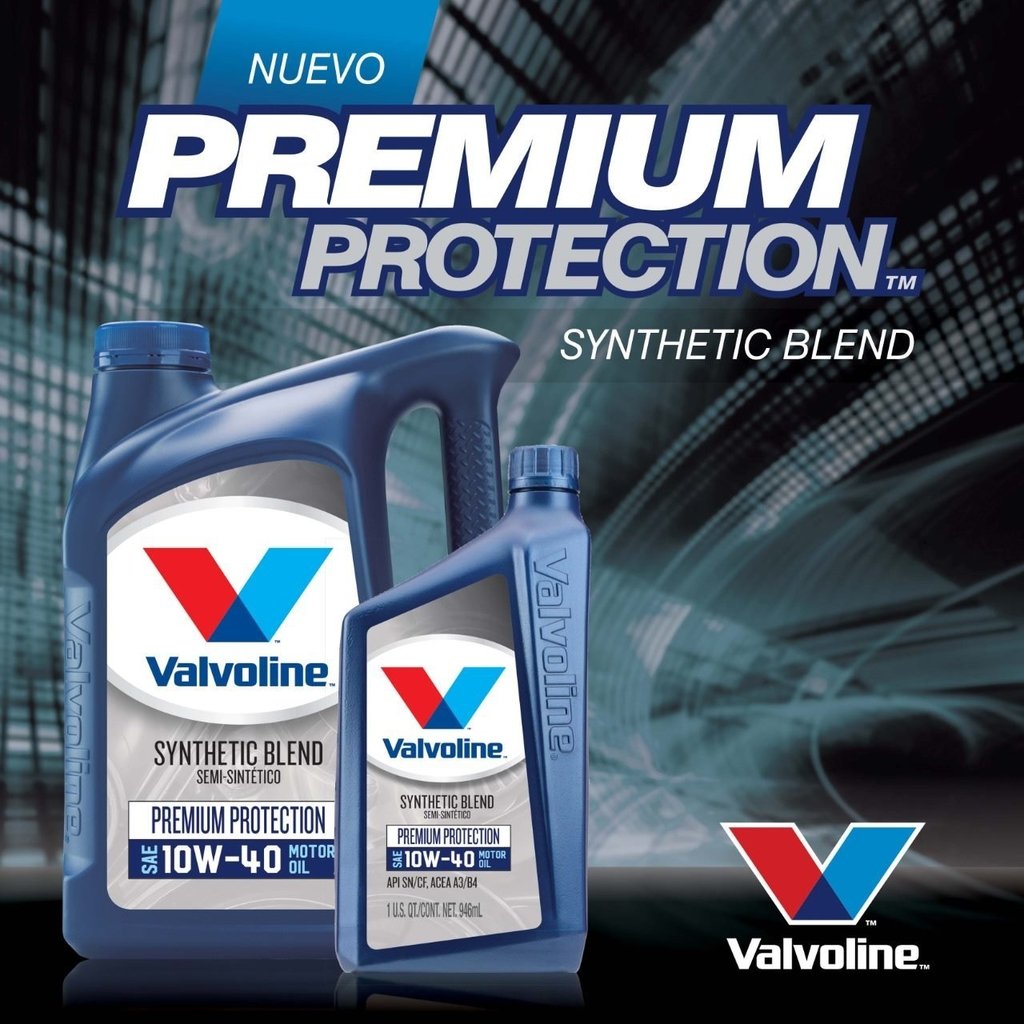 NUEVO
PREMIUM
PROTECTION™
SYNTHETIC BLEND
Valvoline
Valvoline™
SYNTHETIC BLEND
SEMI-SINTÉTICO
PREMIUM PROTECTION
SAE 10W-40 MOTOR OIL
Valvoline®
Valvoline™
SYNTHETIC BLEND
SEMI-SINTÉTICO
PREMIUM PROTECTION
SAE 10W-40 MOTOR OIL
API SN/CF, ACEA A3/B4
1 U.S. QT./CONT. NET. 946mL
Valvoline™